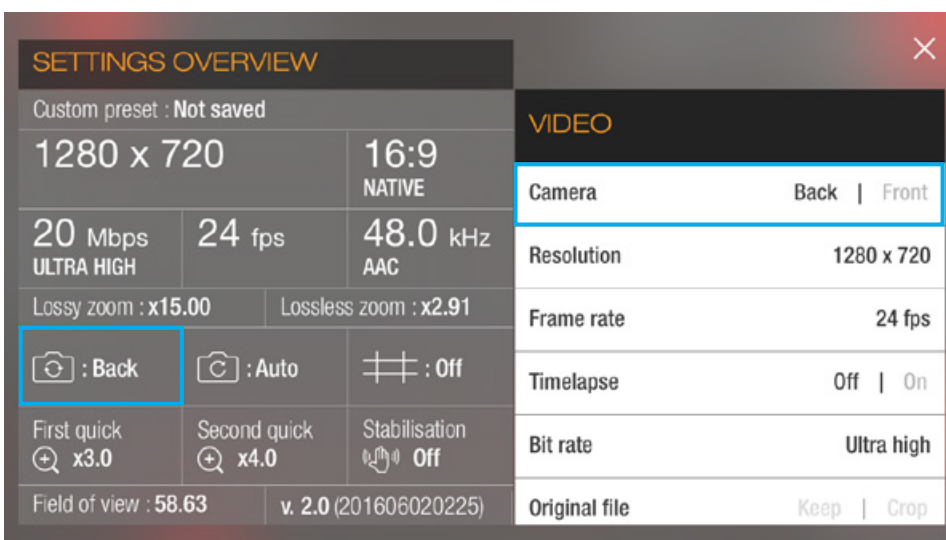 SETTINGS OVERVIEW
Custom preset : Not saved
1280 x 720
16:9
NATIVE
20 Mbps
ULTRA HIGH
24 fps
48.0 kHz
AAC
Lossy zoom : x15.00
Lossless zoom : x2.91
: Back
: Auto
: Off
First quick
x3.0
Second quick
x4.0
Stabilisation
Off
Field of view : 58.63
v. 2.0 (201606020225)
VIDEO
Camera Back | Front
Resolution 1280 x 720
Frame rate 24 fps
Timelapse Off | On
Bit rate Ultra high
Original file Keep | Crop